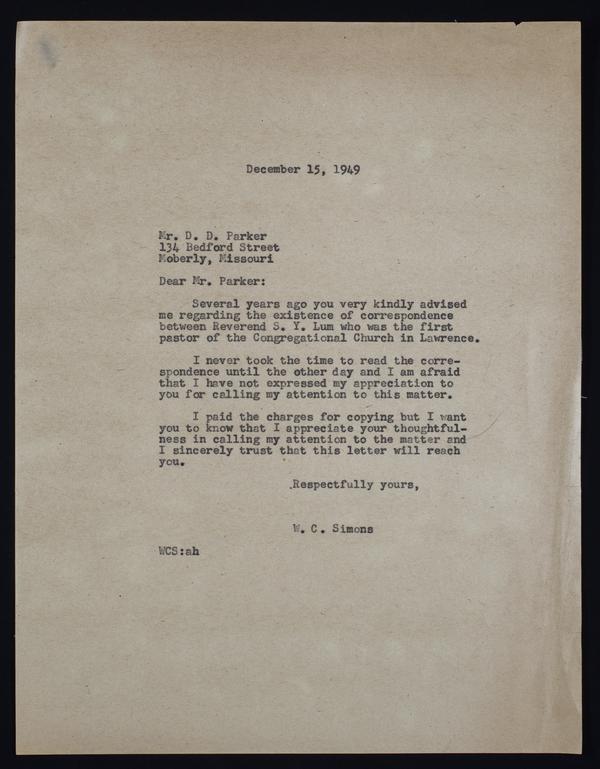 December 15, 1949
Mr. D. D. Parker
134 Bedford Street
Moberly, Missouri
Dear Mr. Parker:
Several years ago you very kindly advised
me regarding the existence of correspondence
between Reverend S. Y. Lum who was the first
pastor of the Congregational Church in Lawrence.
I never took the time to read the corre-
spondence until the other day and I am afraid
that I have not expressed my appreciation to
you for calling my attention to this matter.
I paid the charges for copying but I want
you to know that I appreciate your thoughtful-
ness in calling my attention to the matter and
I sincerely trust that this letter will reach
you.
Respectfully yours,
W. C. Simons
WCS:ah